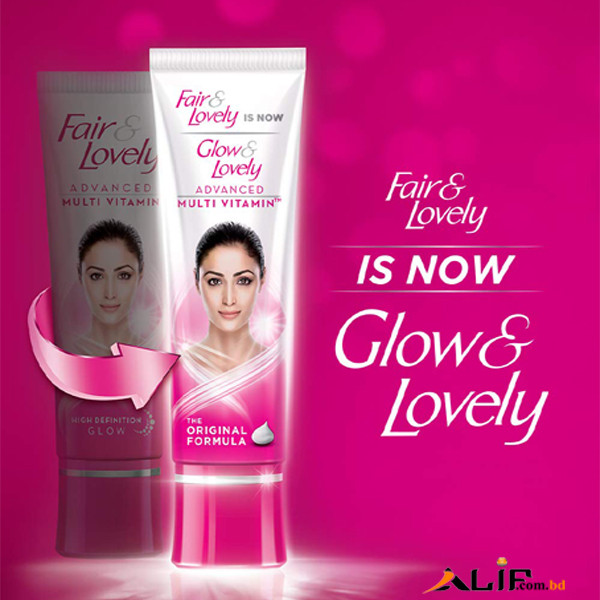 Fair &
Lovely
ADVANCED
MULTI VITAMIN
HIGH DEFINITION
GLOW
Fair &
Lovely IS NOW
Glow &
Lovely
ADVANCED
MULTI VITAMIN™
THE
ORIGINAL
FORMULA
Fair &
Lovely
IS NOW
Glow &
Lovely
ALIF.com.bd